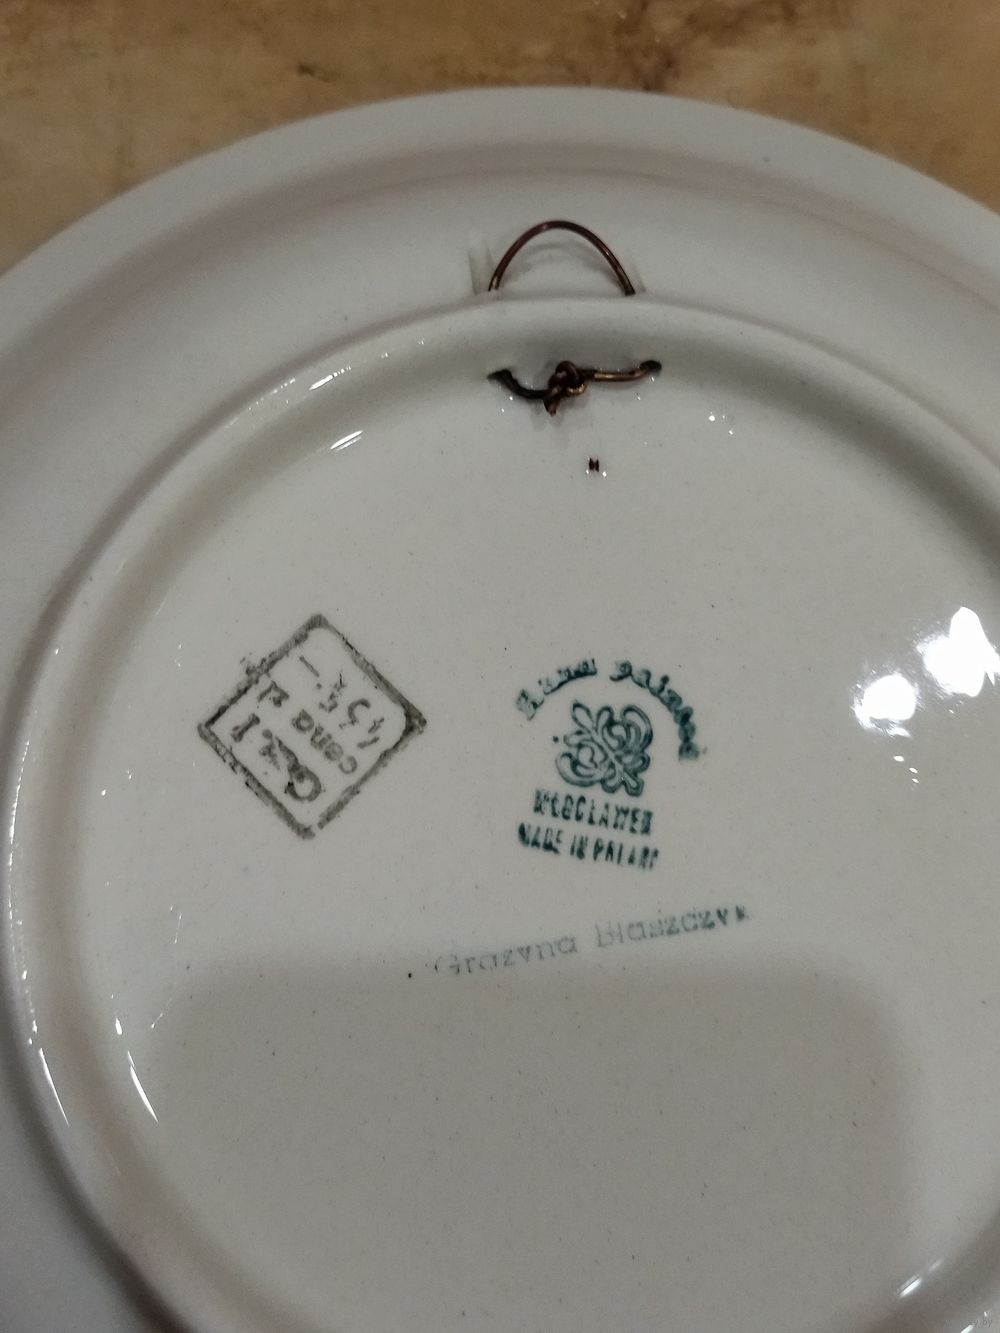 Hand painted
WŁOCŁAWEK
MADE IN POLAND
Grażyna Błaszczyk
Gat. I
cena zł